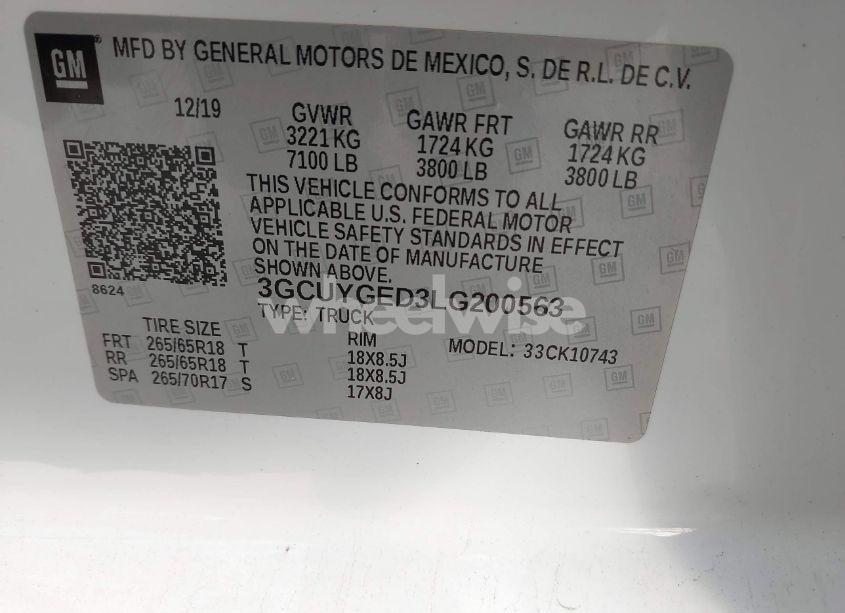 GM
MFD BY GENERAL MOTORS DE MEXICO, S. DE R.L. DE C.V.
12/19
GVWR
3221 KG
7100 LB
GAWR FRT
1724 KG
3800 LB
GAWR RR
1724 KG
3800 LB
THIS VEHICLE CONFORMS TO ALL
APPLICABLE U.S. FEDERAL MOTOR
VEHICLE SAFETY STANDARDS IN EFFECT
ON THE DATE OF MANUFACTURE
SHOWN ABOVE.
8624
3GCUYGED3LG200563
wheelwise
TYPE: TRUCK
MODEL: 33CK10743
TIRE SIZE RIM
FRT 265/65R18 T 18X8.5J
RR 265/65R18 T 18X8.5J
SPA 265/70R17 S 17X8J